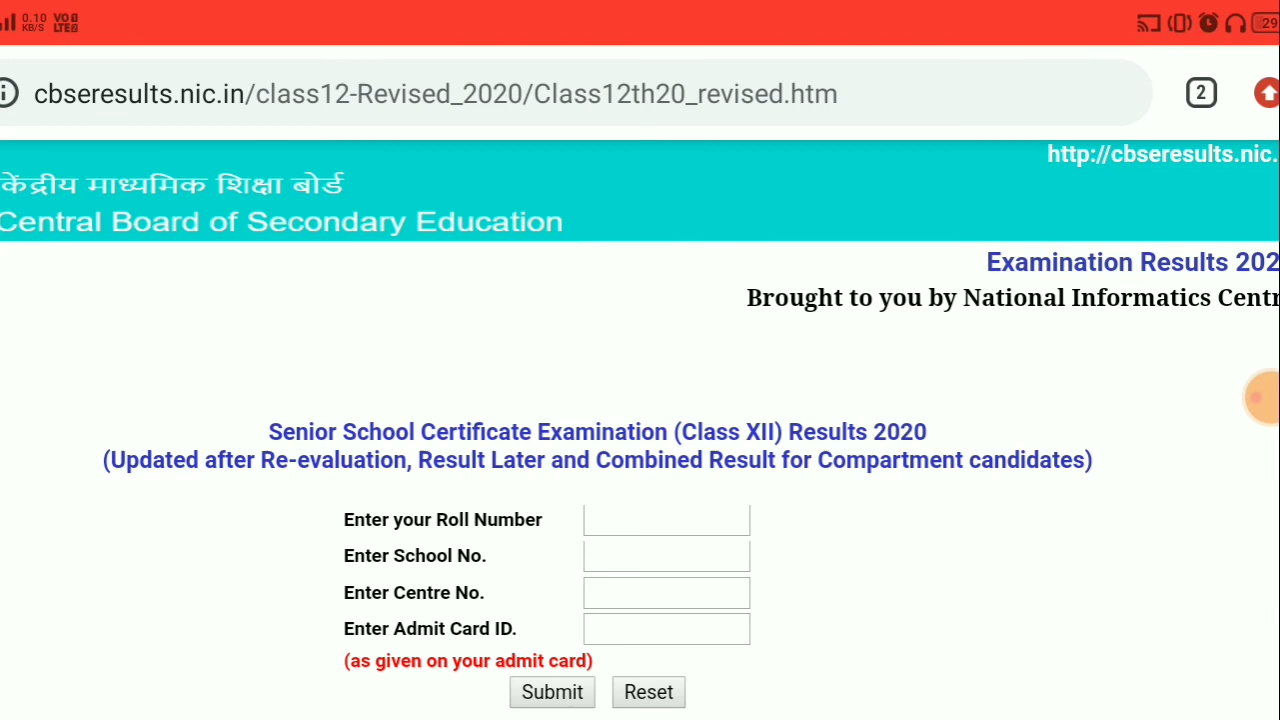 0.10 KB/S VO LTE 29
cbseresults.nic.in/class12-Revised_2020/Class12th20_revised.htm 2
http://cbseresults.nic.
केंद्रीय माध्यमिक शिक्षा बोर्ड
Central Board of Secondary Education
Examination Results 202
Brought to you by National Informatics Centr
Senior School Certificate Examination (Class XII) Results 2020
(Updated after Re-evaluation, Result Later and Combined Result for Compartment candidates)
Enter your Roll Number
Enter School No.
Enter Centre No.
Enter Admit Card ID.
(as given on your admit card)
Submit Reset